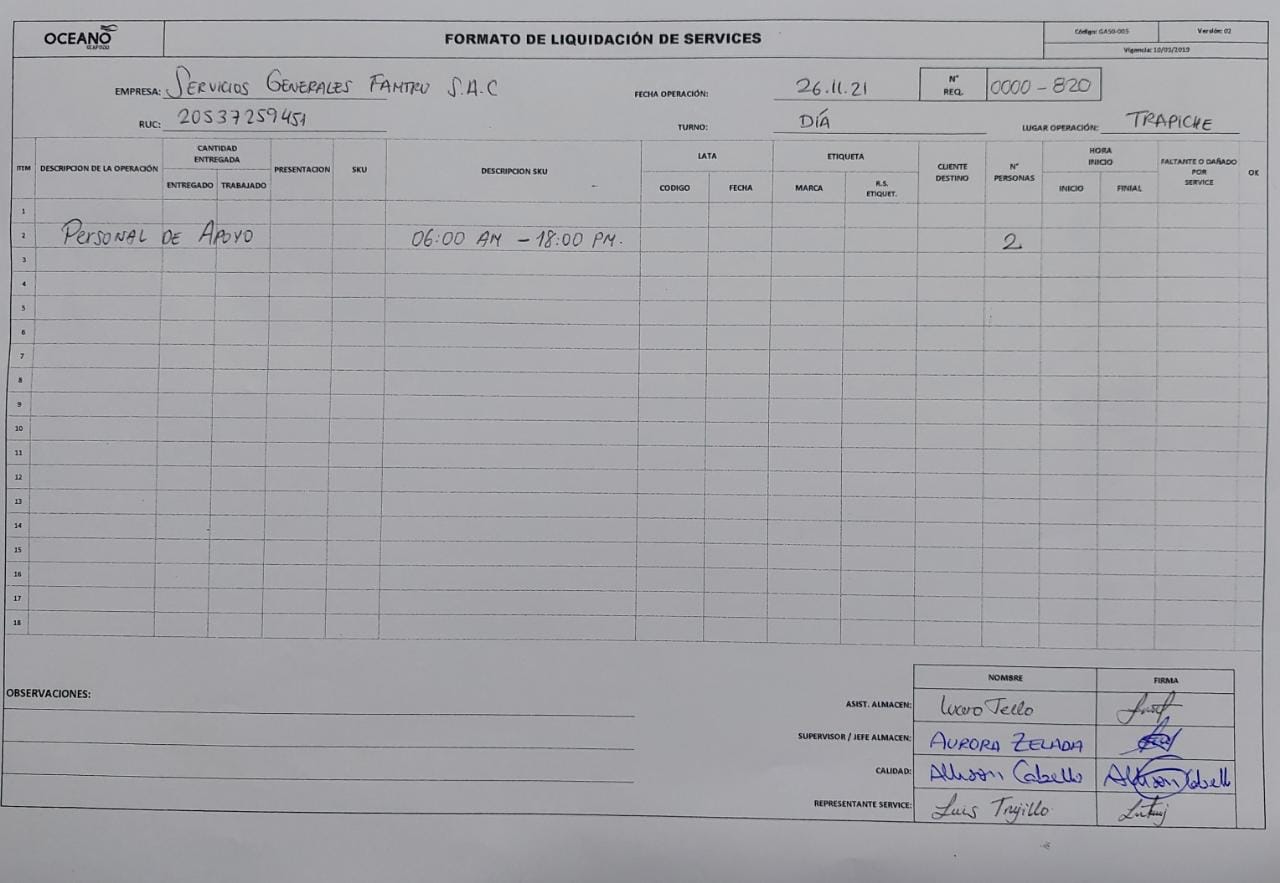 OCEANO
SEAFOOD
FORMATO DE LIQUIDACIÓN DE SERVICES
Código: GASG-005 Versión: 02
Vigencia: 10/03/2019
EMPRESA: Servicios Generales Famtru S.A.C
FECHA OPERACIÓN: 26.11.21
N° REQ. 0000 - 820
RUC: 20537259451
TURNO: DÍA
LUGAR OPERACIÓN: TRAPICHE
ITEM DESCRIPCION DE LA OPERACIÓN CANTIDAD ENTREGADA PRESENTACION SKU DESCRIPCION SKU LATA ETIQUETA CLIENTE DESTINO N° PERSONAS HORA INICIO FALTANTE O DAÑADO POR SERVICE OK
ENTREGADO TRABAJADO CODIGO FECHA MARCA R.S. ETIQUET. INICIO FINIAL
1
2 Personal de Apoyo 06:00 AM - 18:00 PM. 2
3
4
5
6
7
8
9
10
11
12
13
14
15
16
17
18
OBSERVACIONES:
NOMBRE FIRMA
ASIST. ALMACEN: Lucero Tello
SUPERVISOR / JEFE ALMACEN: AURORA ZELADA
CALIDAD: Allison Cabello
REPRESENTANTE SERVICE: Luis Trujillo